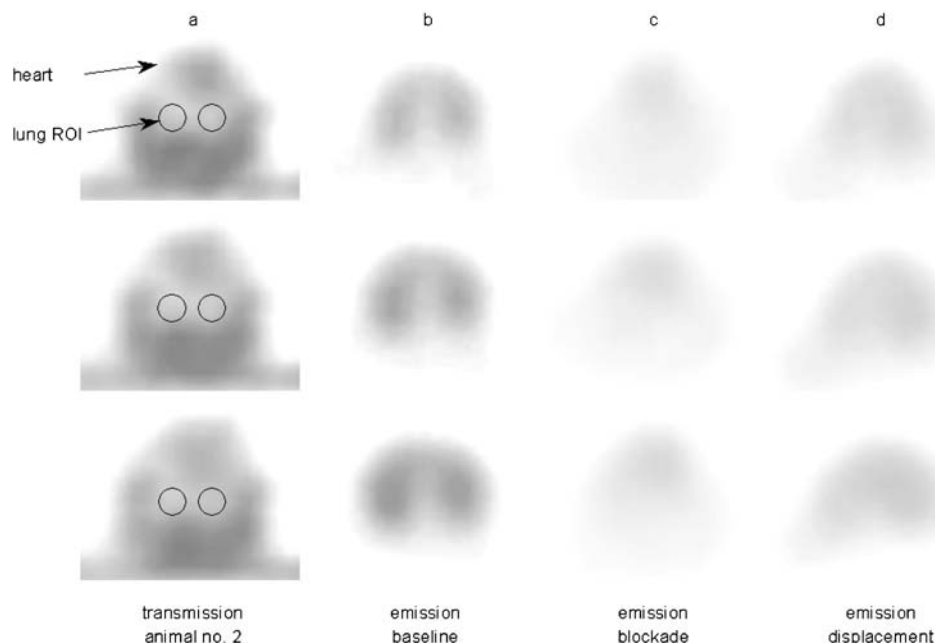 a b c d
heart
lung ROI
transmission emission emission emission
animal no. 2 baseline blockade displacement